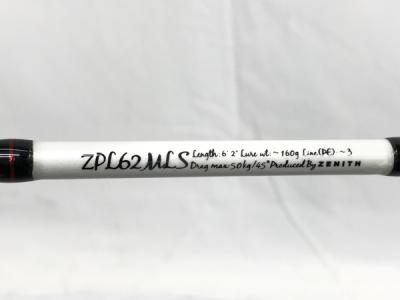 ZPL62MLS
Length: 6' 2" Lure wt: ~160g Line(PE): ~3
Drag max: 5.0kg/45° Produced By ZENITH